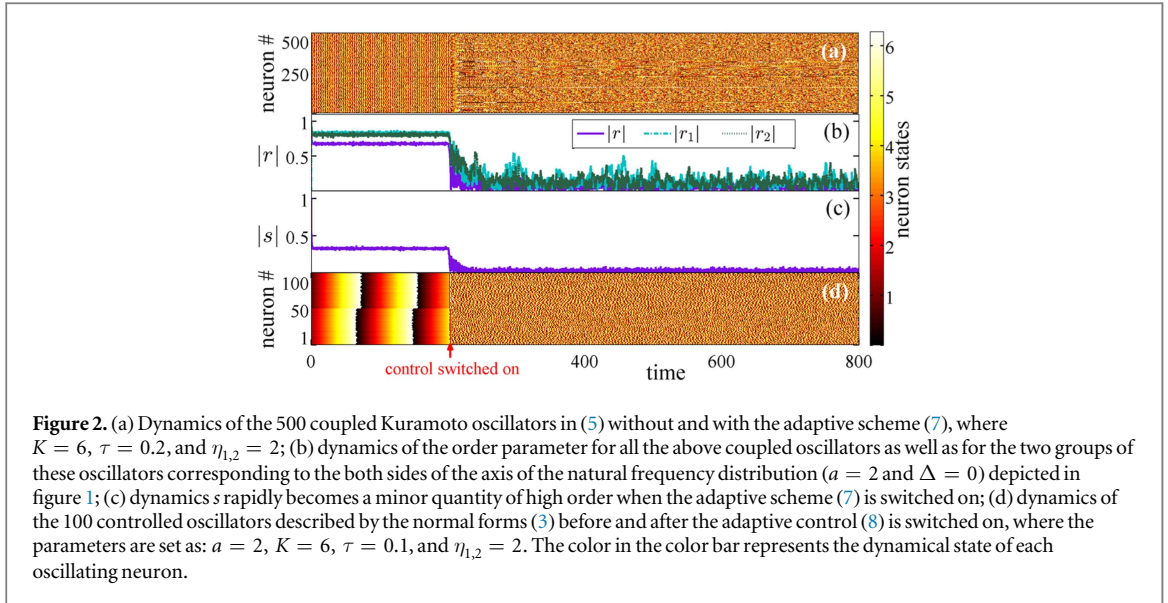 500
250
neuron #
(a)
6
5
4
3
2
1
neuron states
1
0.5
|r|
|r| |r₁| |r₂|
(b)
1
0.5
|s|
(c)
100
50
1
neuron #
(d)
0 400 600 800
control switched on
time
Figure 2. (a) Dynamics of the 500 coupled Kuramoto oscillators in (5) without and with the adaptive scheme (7), where
K = 6, τ = 0.2, and η₁,₂ = 2; (b) dynamics of the order parameter for all the above coupled oscillators as well as for the two groups of
these oscillators corresponding to the both sides of the axis of the natural frequency distribution (a = 2 and Δ = 0) depicted in
figure 1; (c) dynamics s rapidly becomes a minor quantity of high order when the adaptive scheme (7) is switched on; (d) dynamics of
the 100 controlled oscillators described by the normal forms (3) before and after the adaptive control (8) is switched on, where the
parameters are set as: a = 2, K = 6, τ = 0.1, and η₁,₂ = 2. The color in the color bar represents the dynamical state of each
oscillating neuron.